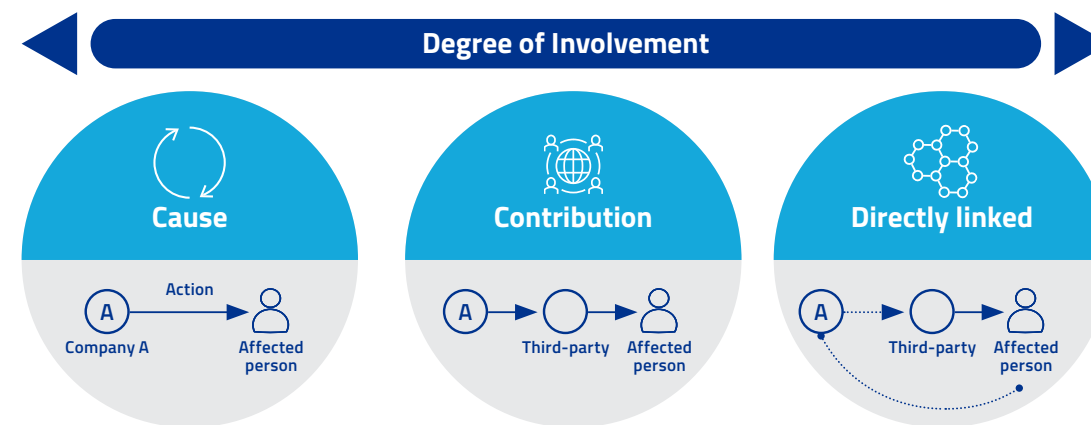 Degree of Involvement
Cause
Action
A
Company A
Affected
person
Contribution
A
Third-party
Affected
person
Directly linked
A
Third-party
Affected
person